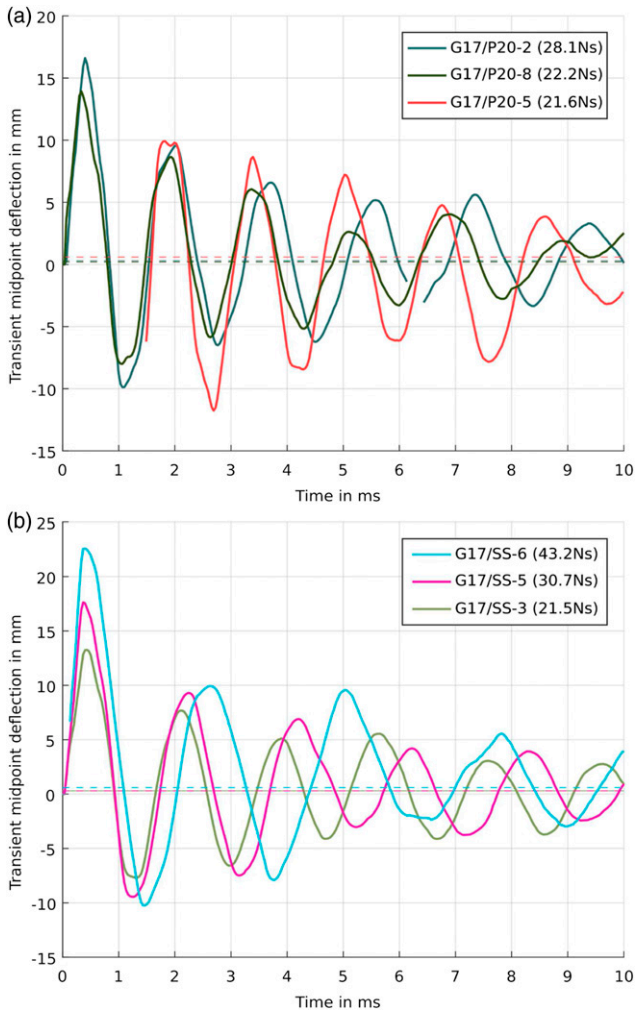 (a)
20
15
10
5
0
-5
-10
-15
Transient midpoint deflection in mm
G17/P20-2 (28.1Ns)
G17/P20-8 (22.2Ns)
G17/P20-5 (21.6Ns)
0 1 2 3 4 5 6 7 8 9 10
Time in ms
(b)
25
20
15
10
5
0
-5
-10
-15
Transient midpoint deflection in mm
G17/SS-6 (43.2Ns)
G17/SS-5 (30.7Ns)
G17/SS-3 (21.5Ns)
0 1 2 3 4 5 6 7 8 9 10
Time in ms